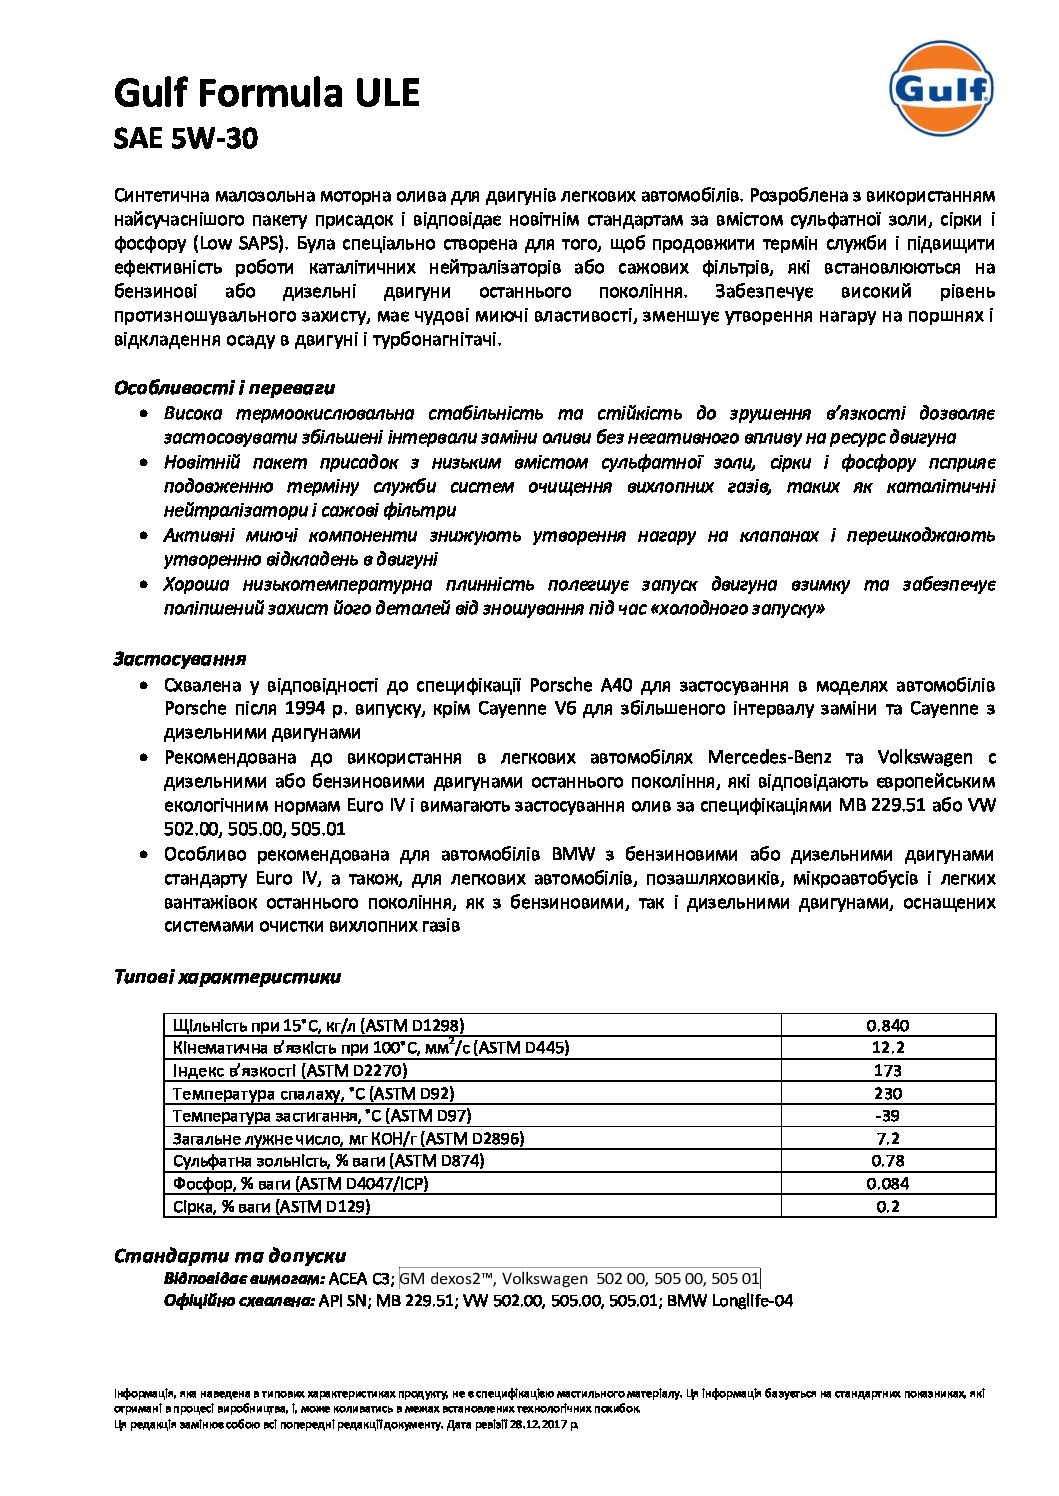 Gulf Formula ULE
Gulf
SAE 5W-30
Синтетична малозольна моторна олива для двигунів легкових автомобілів. Розроблена з використанням
найсучаснішого пакету присадок і відповідає новітнім стандартам за вмістом сульфатної золи, сірки і
фосфору (Low SAPS). Була спеціально створена для того, щоб продовжити термін служби і підвищити
ефективність роботи каталітичних нейтралізаторів або сажових фільтрів, які встановлюються на
бензинові або дизельні двигуни останнього покоління. Забезпечує високий рівень
протизношувального захисту, має чудові миючі властивості, зменшує утворення нагару на поршнях і
відкладення осаду в двигуні і турбонагнітачі.
Особливості і переваги
• Висока термоокислювальна стабільність та стійкість до зрушення в’язкості дозволяє
застосовувати збільшені інтервали заміни оливи без негативного впливу на ресурс двигуна
• Новітній пакет присадок з низьким вмістом сульфатної золи, сірки і фосфору псприяє
подовженню терміну служби систем очищення вихлопних газів, таких як каталітичні
нейтралізатори і сажові фільтри
• Активні миючі компоненти знижують утворення нагару на клапанах і перешкоджають
утворенню відкладень в двигуні
• Хороша низькотемпературна плинність полегшує запуск двигуна взимку та забезпечує
поліпшений захист його деталей від зношування під час «холодного запуску»
Застосування
• Схвалена у відповідності до специфікації Porsche A40 для застосування в моделях автомобілів
Porsche після 1994 р. випуску, крім Cayenne V6 для збільшеного інтервалу заміни та Cayenne з
дизельними двигунами
• Рекомендована до використання в легкових автомобілях Mercedes-Benz та Volkswagen с
дизельними або бензиновими двигунами останнього покоління, які відповідають європейським
екологічним нормам Euro IV і вимагають застосування олив за специфікаціями MB 229.51 або VW
502.00, 505.00, 505.01
• Особливо рекомендована для автомобілів BMW з бензиновими або дизельними двигунами
стандарту Euro IV, а також, для легкових автомобілів, позашляховиків, мікроавтобусів і легких
вантажівок останнього покоління, як з бензиновими, так і дизельними двигунами, оснащених
системами очистки вихлопних газів
Типові характеристики
Щільність при 15˚С, кг/л (ASTM D1298) 0.840
Кінематична в’язкість при 100˚С, мм²/с (ASTM D445) 12.2
Індекс в’язкості (ASTM D2270) 173
Температура спалаху, ˚С (ASTM D92) 230
Температура застигання, ˚С (ASTM D97) -39
Загальне лужне число, мг КОН/г (ASTM D2896) 7.2
Сульфатна зольність, % ваги (ASTM D874) 0.78
Фосфор, % ваги (ASTM D4047/ICP) 0.084
Сірка, % ваги (ASTM D129) 0.2
Стандарти та допуски
Відповідає вимогам: ACEA C3; GM dexos2™, Volkswagen 502 00, 505 00, 505 01
Офіційно схвалена: API SN; MB 229.51; VW 502.00, 505.00, 505.01; BMW Longlife-04
Інформація, яка наведена в типових характеристиках продукту, не є специфікацією мастильного матеріалу. Ця інформація базується на стандартних показниках, які
отримані в процесі виробництва, і, може коливатись в межах встановлених технологічних похибок.
Ця редакція замінює собою всі попередні редакції документу. Дата ревізії 28.12.2017 р.